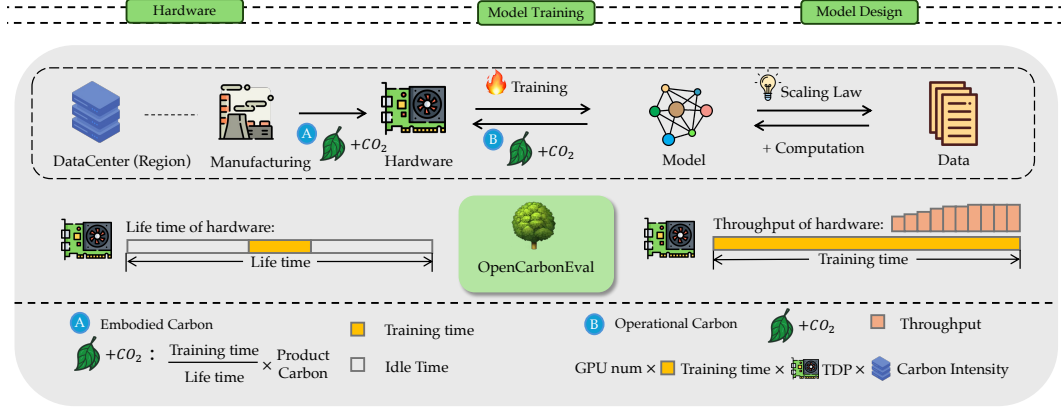 Hardware
Model Training
Model Design
Training
Scaling Law
A
+CO₂
B
+CO₂
+ Computation
DataCenter (Region)
Manufacturing
Hardware
Model
Data
Life time of hardware:
Life time
OpenCarbonEval
Throughput of hardware:
Training time
A Embodied Carbon
+CO₂ : Training time / Life time × Product Carbon
Training time
Idle Time
B Operational Carbon
+CO₂
Throughput
GPU num × Training time × TDP × Carbon Intensity